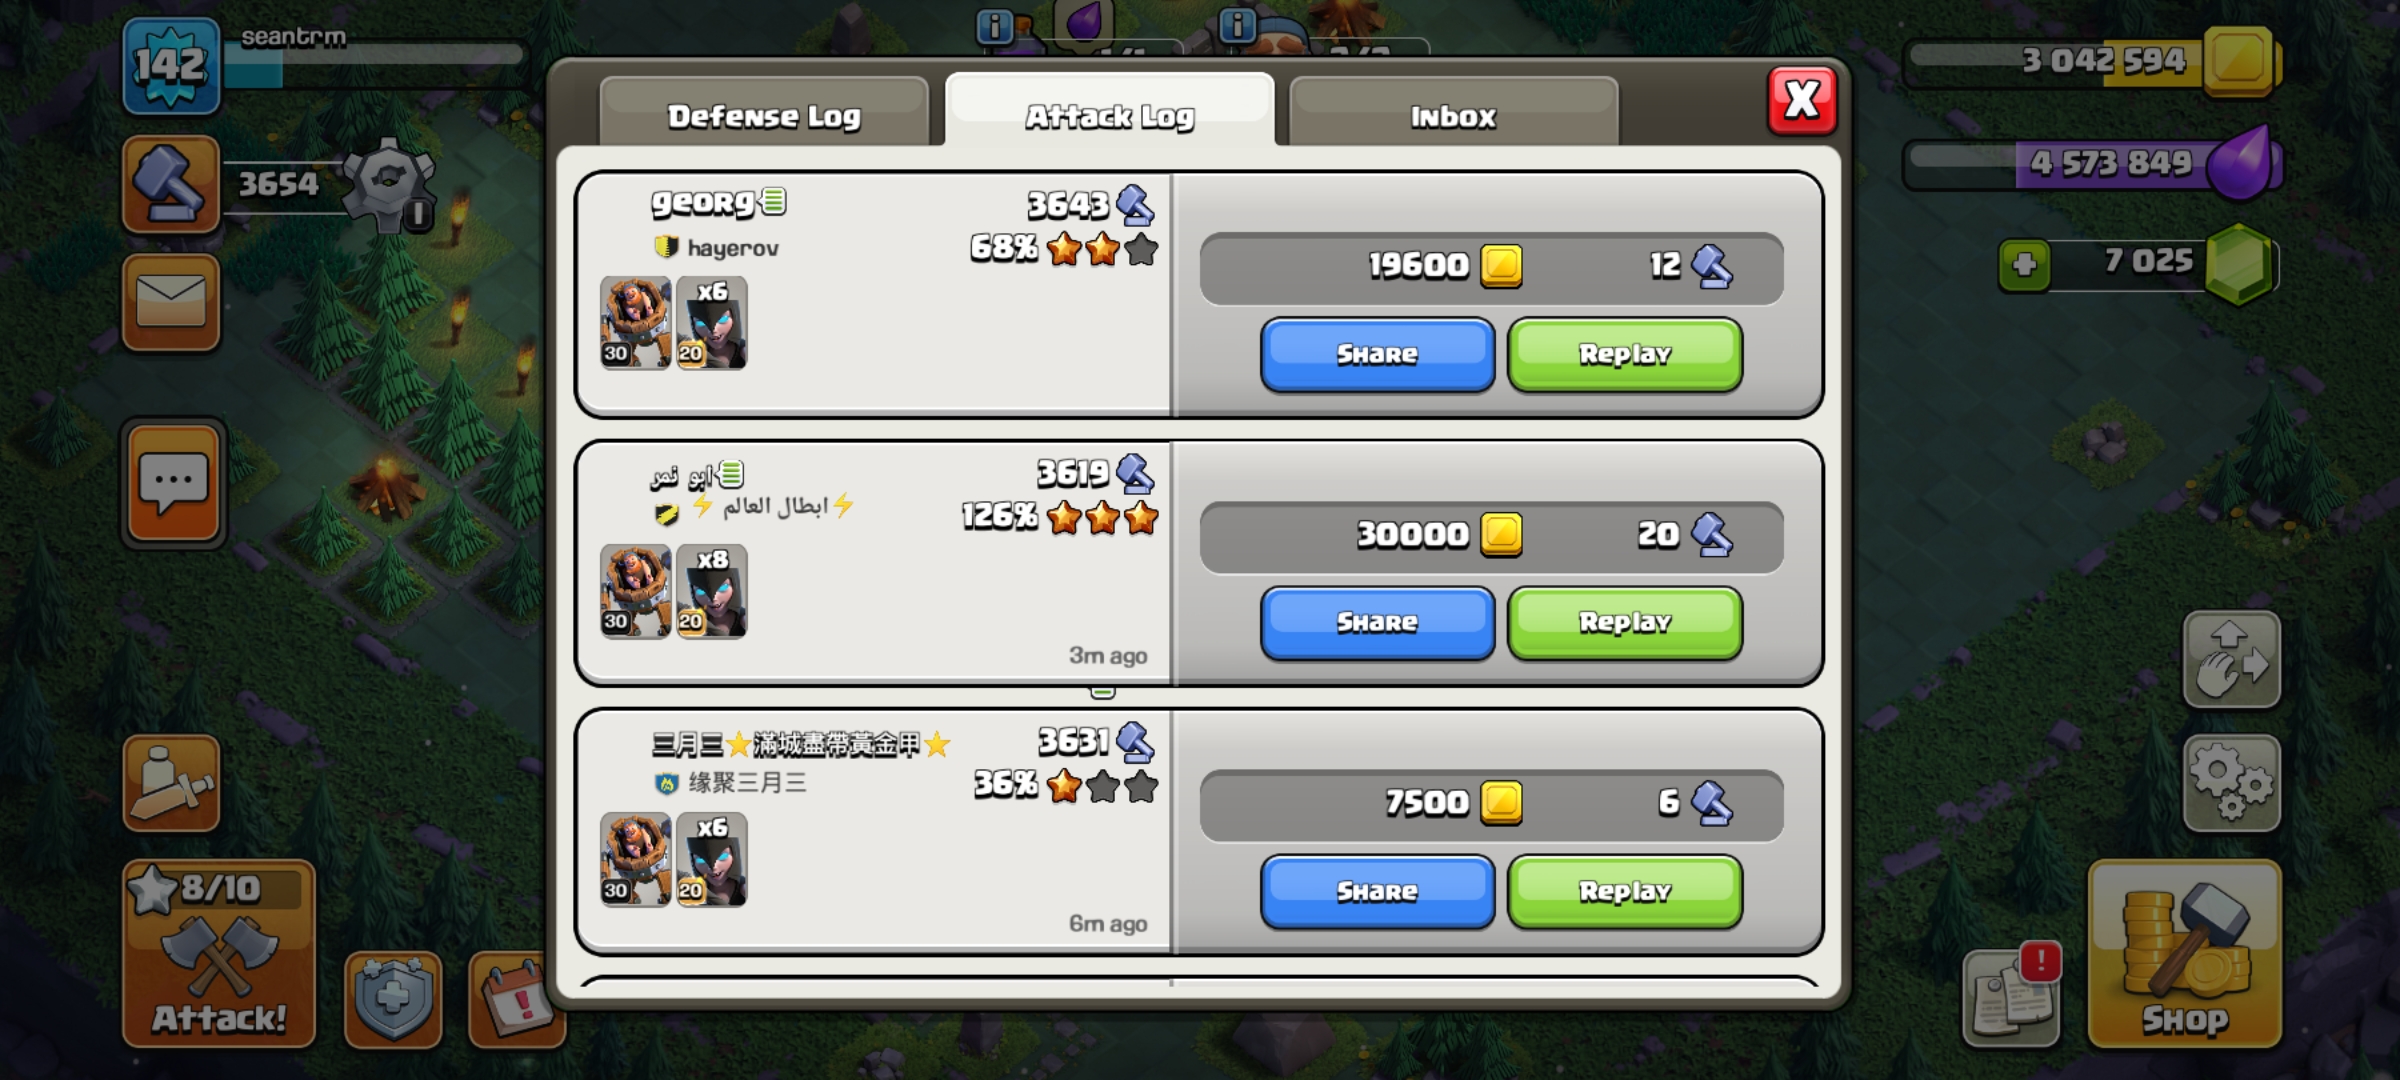 142
seantrm
3654
3 042 594
4 573 849
7 025
Defense Log
Attack Log
Inbox
X
georg
3643
hayerov
68%
19600
12
30
x6
20
Share
Replay
ابو نمر
3619
⚡ابطال العالم⚡
126%
30000
20
30
x8
20
Share
Replay
3m ago
三月三⭐滿城盡帶黃金甲⭐
3631
缘聚三月三
36%
7500
6
30
x6
20
Share
Replay
6m ago
8/10
Attack!
Shop